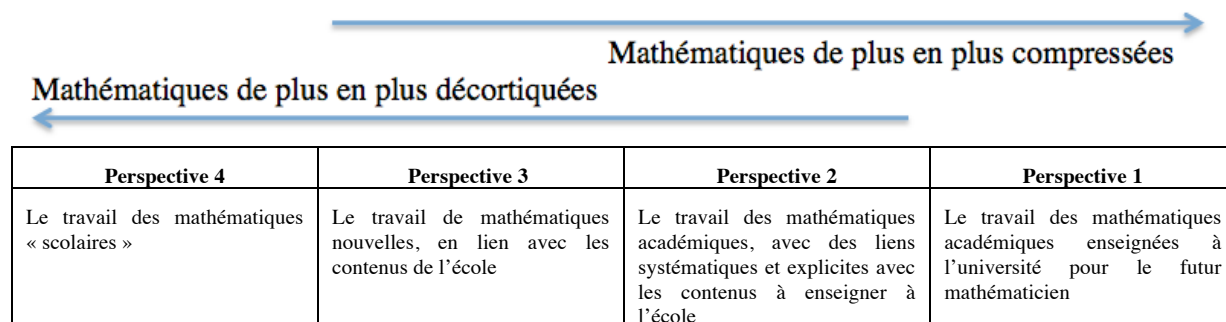 Mathématiques de plus en plus compressées
Mathématiques de plus en plus décortiquées
Perspective 4
Perspective 3
Perspective 2
Perspective 1
Le travail des mathématiques
« scolaires »
Le travail de mathématiques
nouvelles, en lien avec les
contenus de l’école
Le travail des mathématiques
académiques, avec des liens
systématiques et explicites avec
les contenus à enseigner à
l’école
Le travail des mathématiques
académiques enseignées à
l’université pour le futur
mathématicien